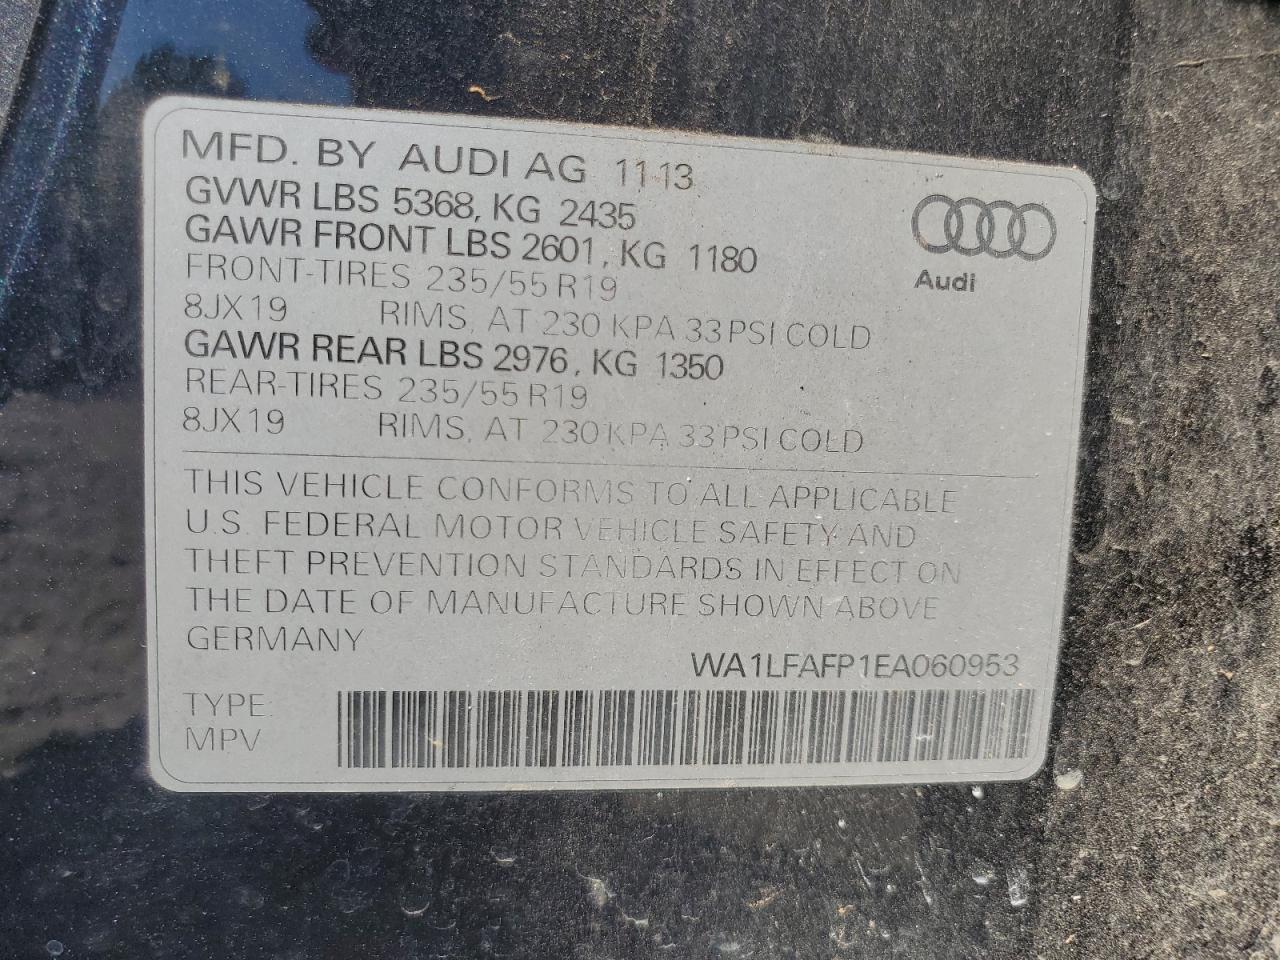 MFD. BY AUDI AG 11-13
GVWR LBS 5368, KG 2435
GAWR FRONT LBS 2601, KG 1180
FRONT-TIRES 235/55 R19
8JX19 RIMS, AT 230 KPA 33 PSI COLD
GAWR REAR LBS 2976, KG 1350
REAR-TIRES 235/55 R19
8JX19 RIMS, AT 230 KPA 33 PSI COLD
Audi
THIS VEHICLE CONFORMS TO ALL APPLICABLE
U.S. FEDERAL MOTOR VEHICLE SAFETY AND
THEFT PREVENTION STANDARDS IN EFFECT ON
THE DATE OF MANUFACTURE SHOWN ABOVE
GERMANY
WA1LFAFP1EA060953
TYPE:
MPV